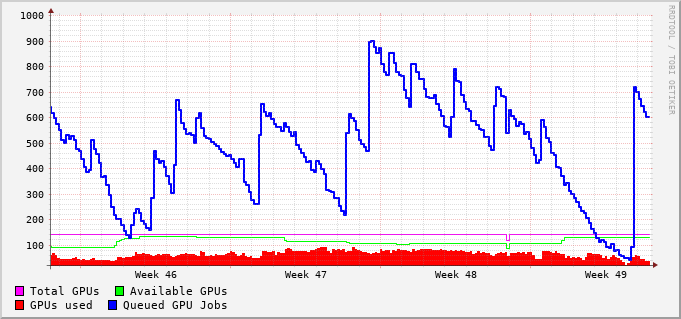 1000
900
800
700
600
500
400
300
200
100
Week 46 Week 47 Week 48 Week 49
Total GPUs Available GPUs
GPUs used Queued GPU Jobs
RRDTOOL / TOBI OETIKER